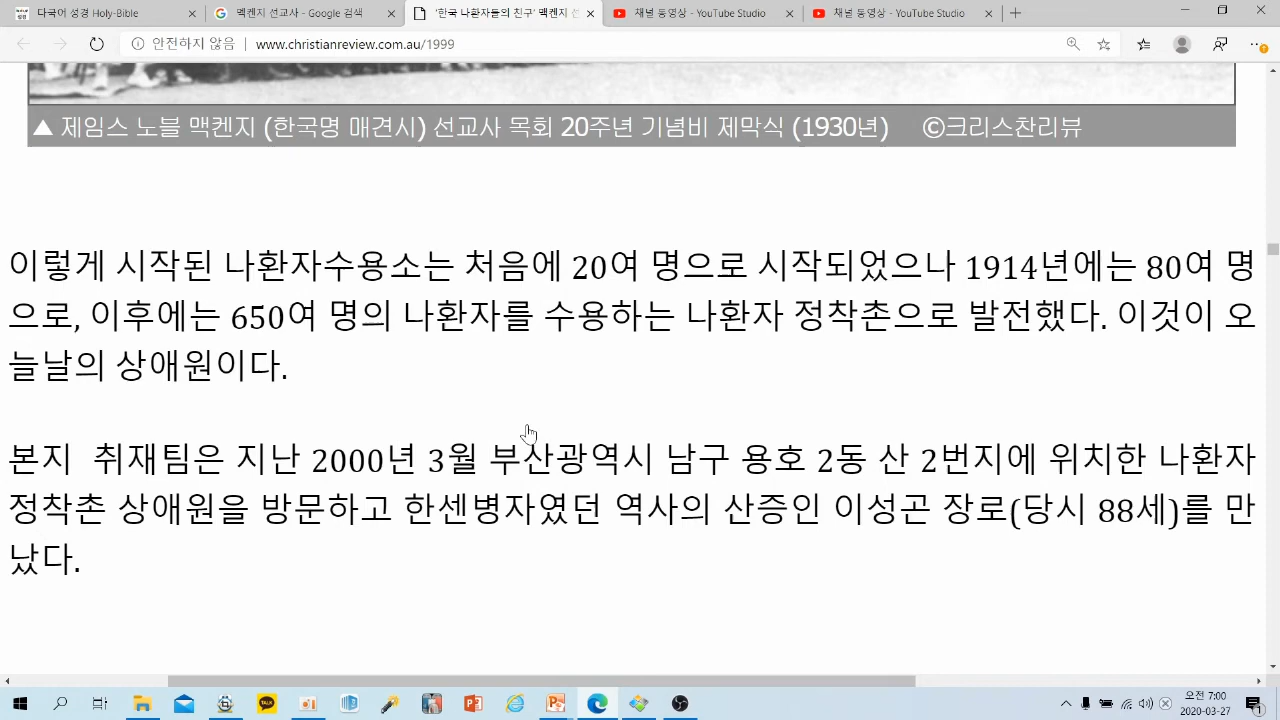 다국어 성경 Holy-Bible
멕켄지 선교사 - Google 검색
'한국 나환자들의 친구' 맥켄지 선
채널 동영상 - YouTube Studio
채널 동영상 - YouTube Studio
안전하지 않음
www.christianreview.com.au/1999
▲ 제임스 노블 맥켄지 (한국명 매견시) 선교사 목회 20주년 기념비 제막식 (1930년) ©크리스찬리뷰
이렇게 시작된 나환자수용소는 처음에 20여 명으로 시작되었으나 1914년에는 80여 명
으로, 이후에는 650여 명의 나환자를 수용하는 나환자 정착촌으로 발전했다. 이것이 오
늘날의 상애원이다.
본지 취재팀은 지난 2000년 3월 부산광역시 남구 용호 2동 산 2번지에 위치한 나환자
정착촌 상애원을 방문하고 한센병자였던 역사의 산증인 이성곤 장로(당시 88세)를 만
났다.
TALK
오전 7:00
2020-03-27
1